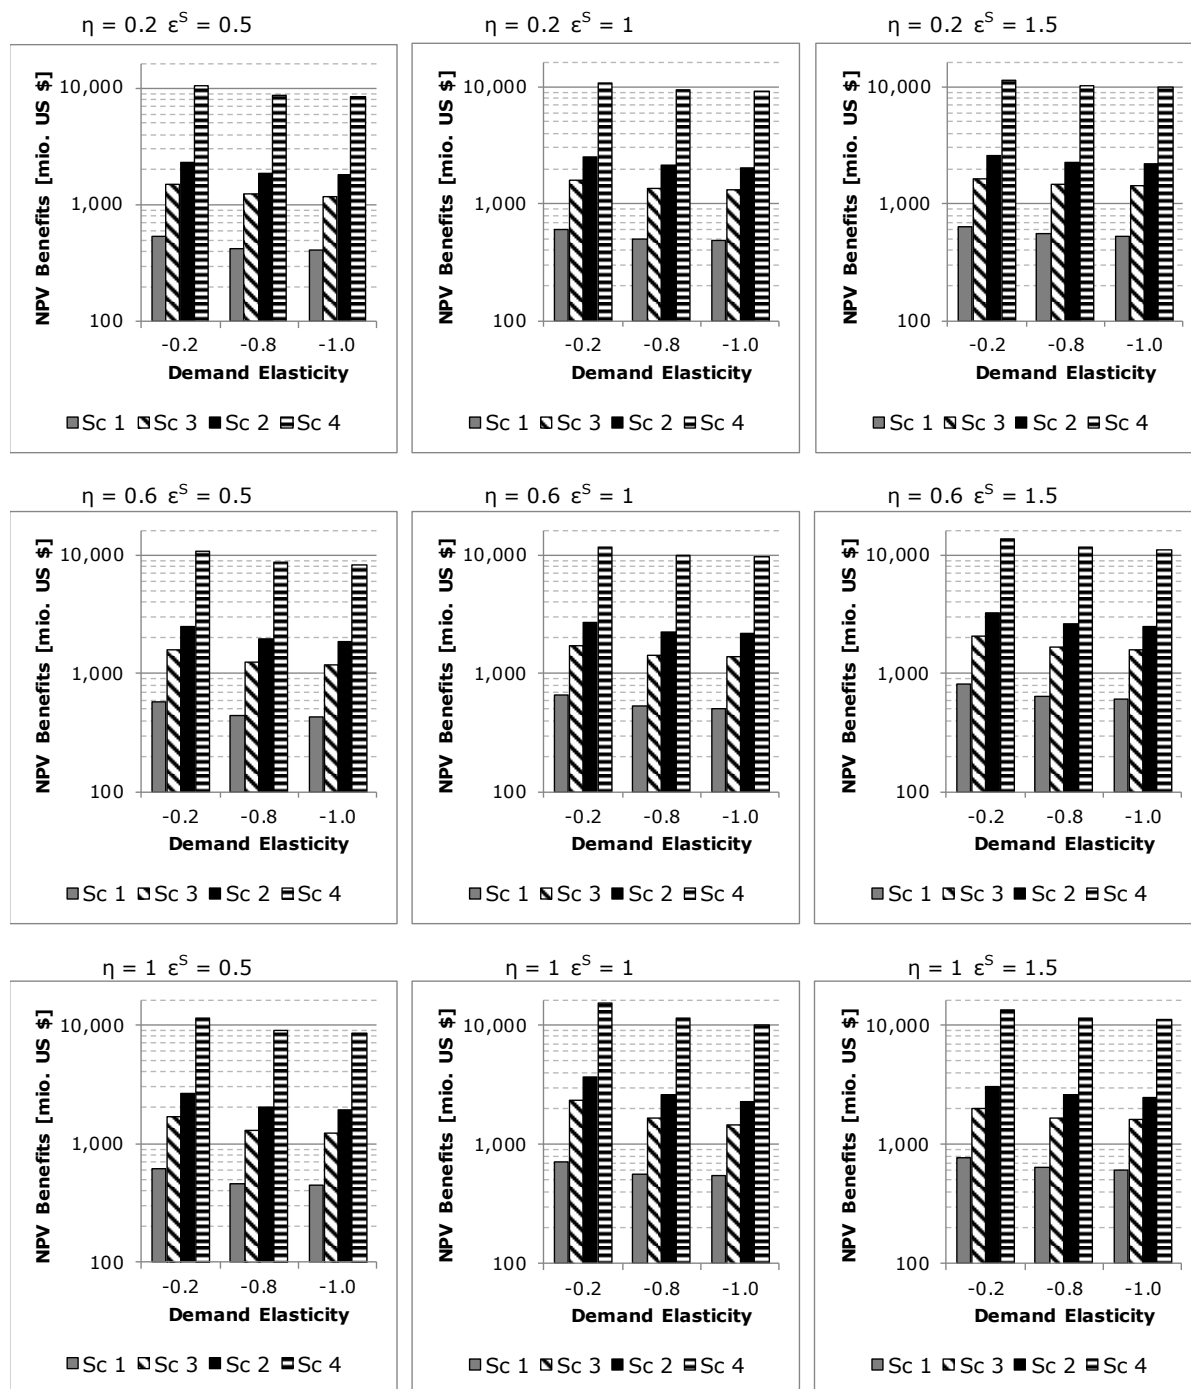 η = 0.2 εS = 0.5
NPV Benefits [mio. US $]
10,000
1,000
100
-0.2 -0.8 -1.0
Demand Elasticity
Sc 1 Sc 3 Sc 2 Sc 4
η = 0.2 εS = 1
NPV Benefits [mio. US $]
10,000
1,000
100
-0.2 -0.8 -1.0
Demand Elasticity
Sc 1 Sc 3 Sc 2 Sc 4
η = 0.2 εS = 1.5
NPV Benefits [mio. US $]
10,000
1,000
100
-0.2 -0.8 -1.0
Demand Elasticity
Sc 1 Sc 3 Sc 2 Sc 4
η = 0.6 εS = 0.5
NPV Benefits [mio. US $]
10,000
1,000
100
-0.2 -0.8 -1.0
Demand Elasticity
Sc 1 Sc 3 Sc 2 Sc 4
η = 0.6 εS = 1
NPV Benefits [mio. US $]
10,000
1,000
100
-0.2 -0.8 -1.0
Demand Elasticity
Sc 1 Sc 3 Sc 2 Sc 4
η = 0.6 εS = 1.5
NPV Benefits [mio. US $]
10,000
1,000
100
-0.2 -0.8 -1.0
Demand Elasticity
Sc 1 Sc 3 Sc 2 Sc 4
η = 1 εS = 0.5
NPV Benefits [mio. US $]
10,000
1,000
100
-0.2 -0.8 -1.0
Demand Elasticity
Sc 1 Sc 3 Sc 2 Sc 4
η = 1 εS = 1
NPV Benefits [mio. US $]
10,000
1,000
100
-0.2 -0.8 -1.0
Demand Elasticity
Sc 1 Sc 3 Sc 2 Sc 4
η = 1 εS = 1.5
NPV Benefits [mio. US $]
10,000
1,000
100
-0.2 -0.8 -1.0
Demand Elasticity
Sc 1 Sc 3 Sc 2 Sc 4